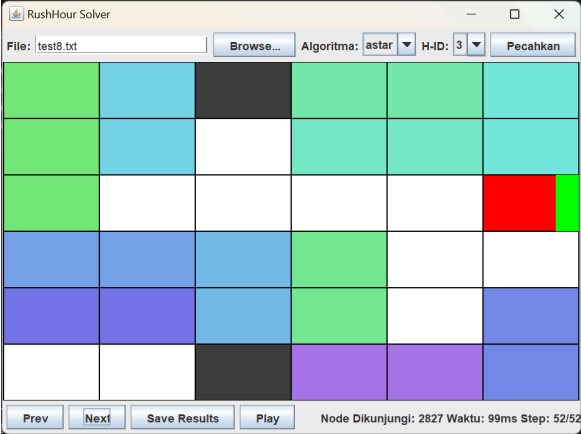 RushHour Solver
File: test8.txt Browse... Algoritma: astar H-ID: 3 Pecahkan
Prev Next Save Results Play Node Dikunjungi: 2827 Waktu: 99ms Step: 52/52